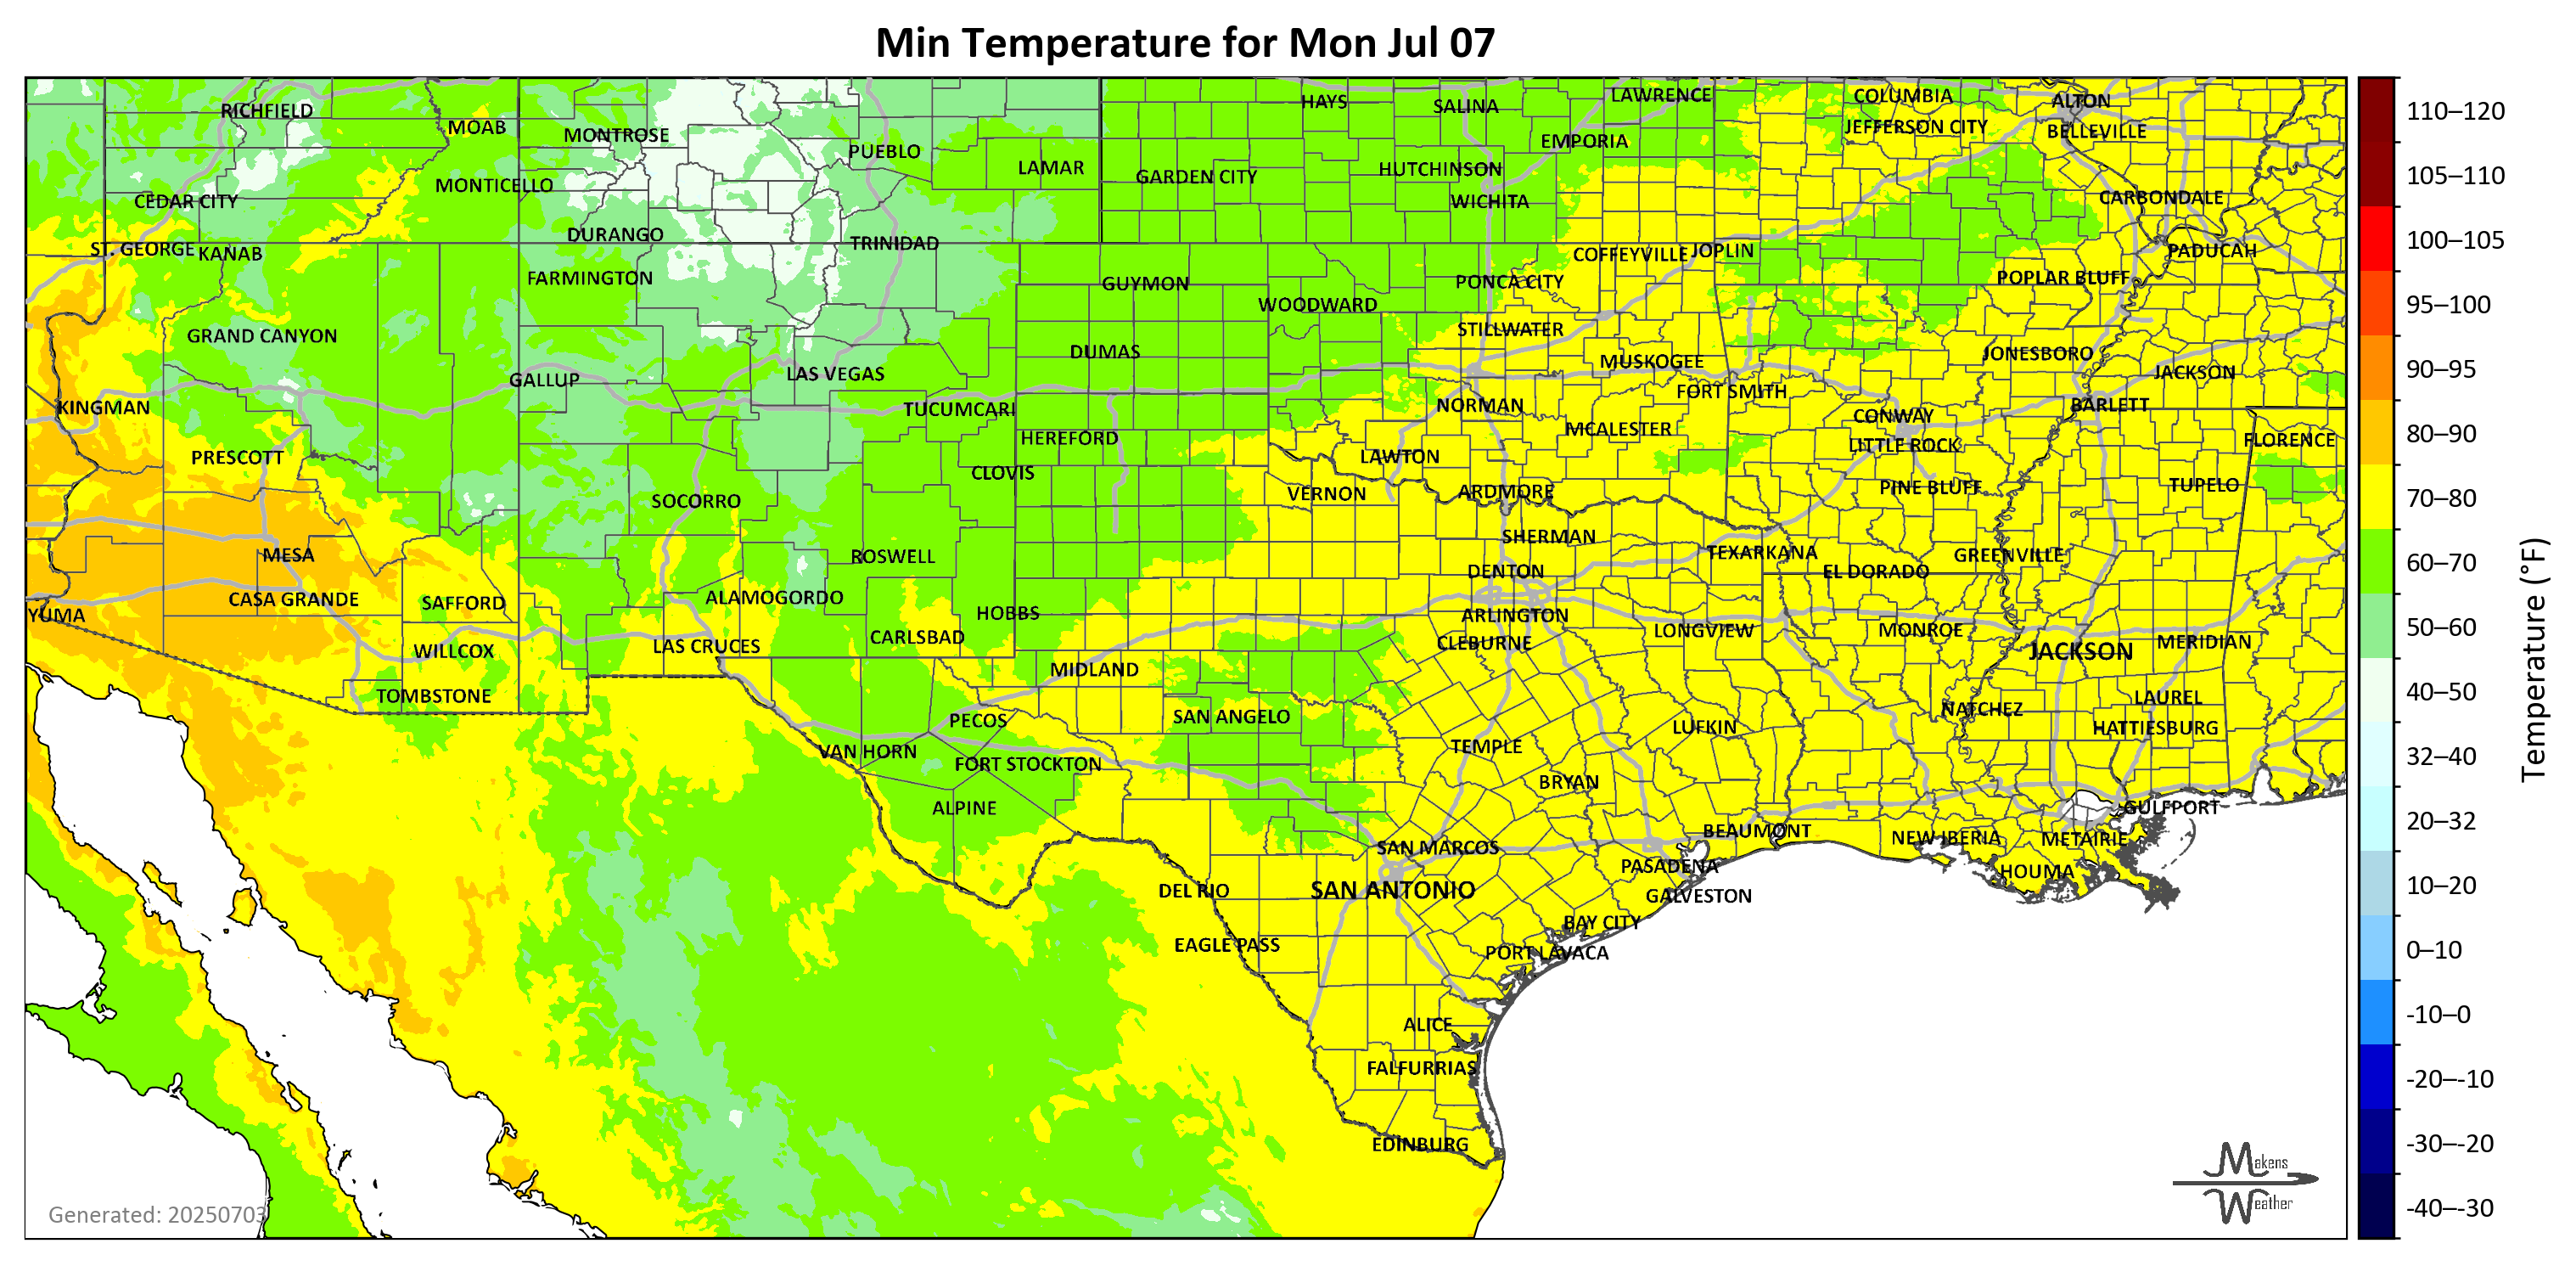 Min Temperature for Mon Jul 07
RICHFIELD
MOAB
MONTROSE
PUEBLO
LAMAR
HAYS
SALINA
LAWRENCE
COLUMBIA
ALTON
JEFFERSON CITY
BELLEVILLE
EMPORIA
HUTCHINSON
GARDEN CITY
WICHITA
MONTICELLO
CEDAR CITY
CARBONDALE
DURANGO
TRINIDAD
ST. GEORGE
KANAB
COFFEYVILLE
JOPLIN
PADUCAH
FARMINGTON
GUYMON
PONCA CITY
POPLAR BLUFF
WOODWARD
GRAND CANYON
STILLWATER
DUMAS
MUSKOGEE
JONESBORO
JACKSON
GALLUP
LAS VEGAS
FORT SMITH
KINGMAN
TUCUMCARI
NORMAN
CONWAY
BARLETT
HEREFORD
MCALESTER
LITTLE ROCK
FLORENCE
PRESCOTT
LAWTON
CLOVIS
VERNON
ARDMORE
PINE BLUFF
TUPELO
SOCORRO
SHERMAN
MESA
ROSWELL
TEXARKANA
GREENVILLE
DENTON
EL DORADO
CASA GRANDE
SAFFORD
ALAMOGORDO
HOBBS
YUMA
ARLINGTON
CARLSBAD
CLEBURNE
LONGVIEW
MONROE
MERIDIAN
WILLCOX
LAS CRUCES
JACKSON
MIDLAND
TOMBSTONE
LAUREL
PECOS
SAN ANGELO
NATCHEZ
LUFKIN
HATTIESBURG
VAN HORN
TEMPLE
FORT STOCKTON
BRYAN
ALPINE
GULFPORT
BEAUMONT
NEW IBERIA
METAIRIE
SAN MARCOS
PASADENA
HOUMA
DEL RIO
SAN ANTONIO
GALVESTON
BAY CITY
EAGLE PASS
PORT LAVACA
ALICE
FALFURRIAS
EDINBURG
Generated: 20250703
Makens
Weather
110–120
105–110
100–105
95–100
90–95
80–90
70–80
60–70
50–60
40–50
32–40
20–32
10–20
0–10
-10–0
-20–-10
-30–-20
-40–-30
Temperature (°F)